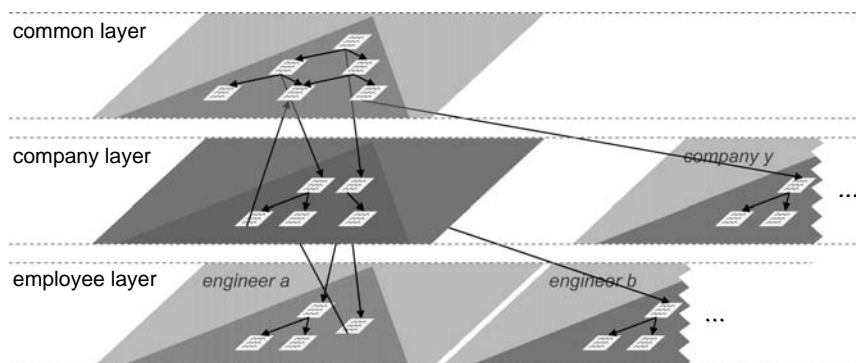 common layer
company layer
company y
...
employee layer
engineer a
engineer b
...